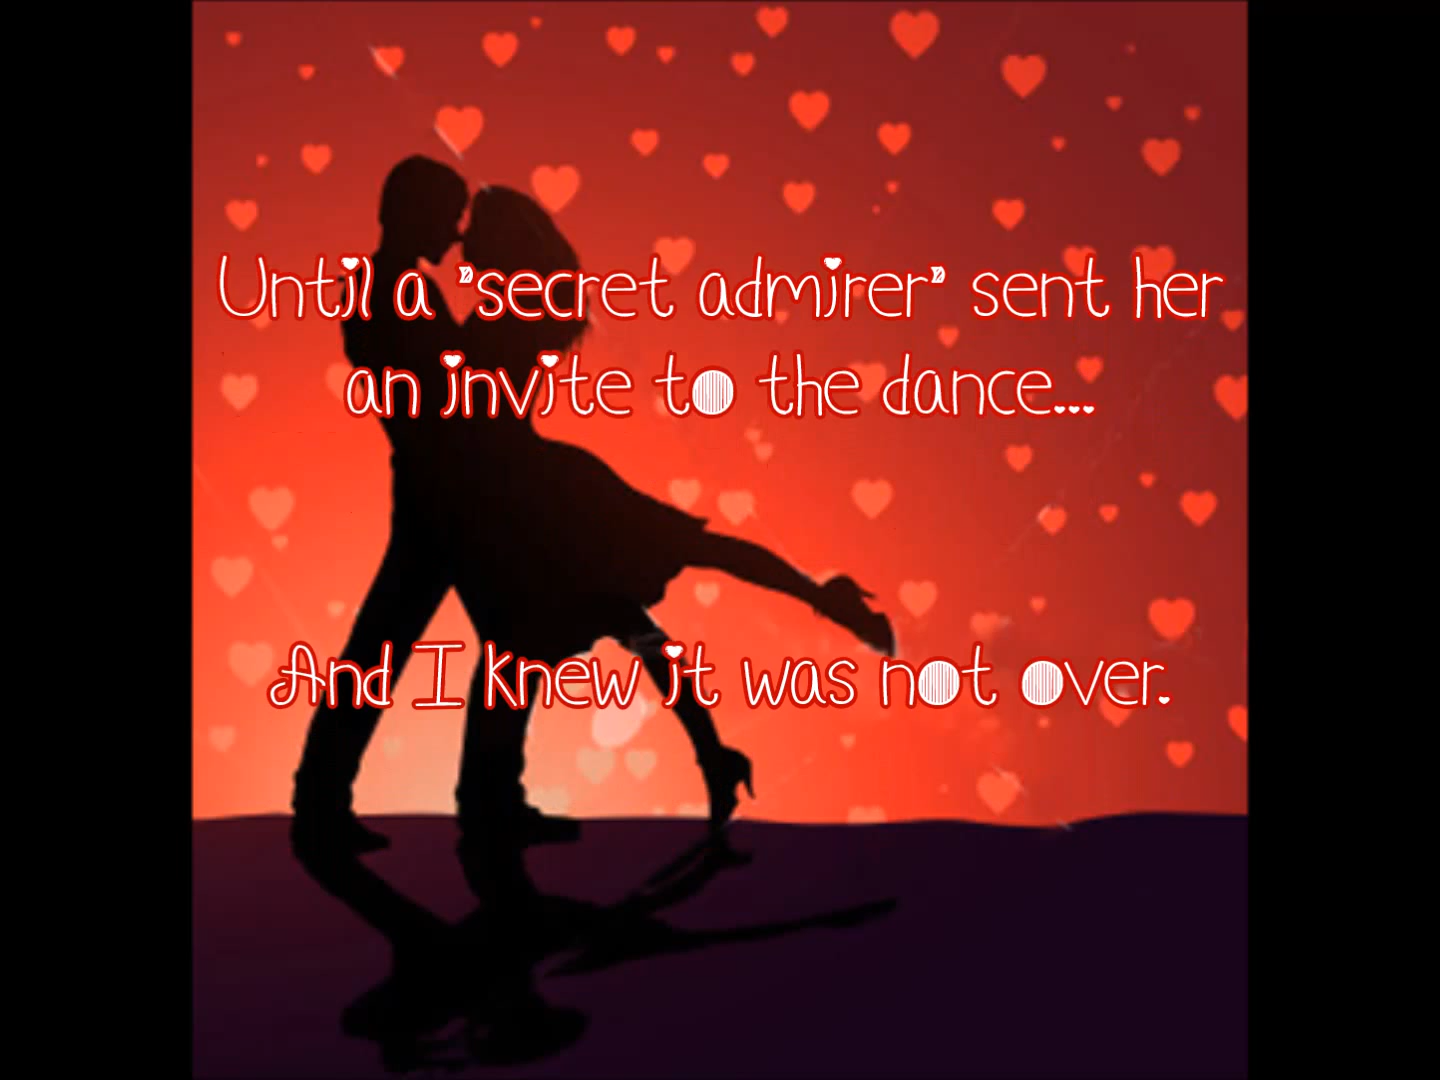 Until a "secret admirer" sent her
an invite to the dance...
And I knew it was not over.